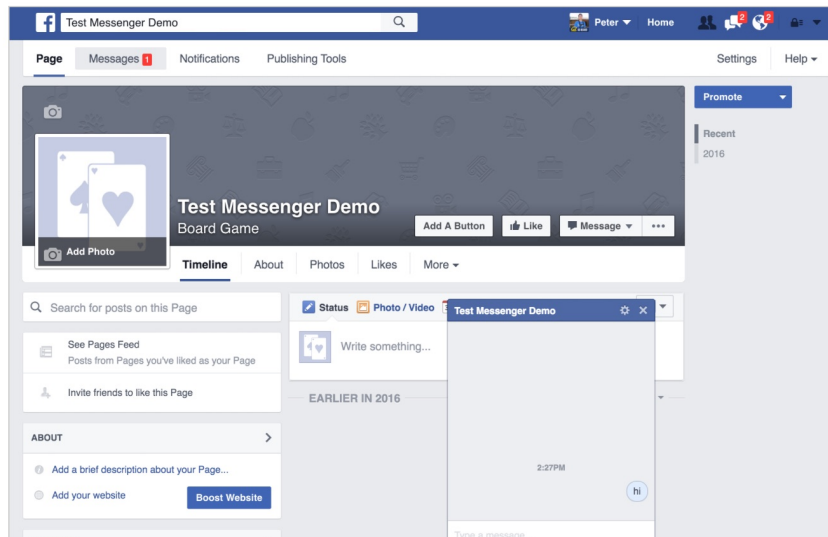 f Test Messenger Demo Peter Home 2 2
Page Messages 1 Notifications Publishing Tools Settings Help
Promote
Recent
2016
Test Messenger Demo
Board Game
Add A Button Like Message
Add Photo
Timeline About Photos Likes More
Search for posts on this Page
Status Photo / Video
Test Messenger Demo
See Pages Feed
Posts from Pages you've liked as your Page
Write something...
Invite friends to like this Page
EARLIER IN 2016
ABOUT
Add a brief description about your Page...
Add your website Boost Website
2:27PM
hi
Type a message